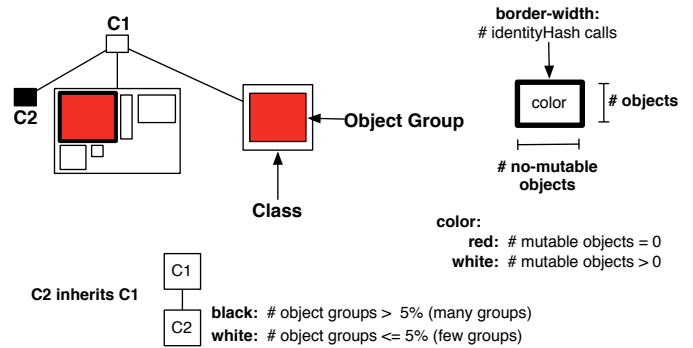 C1
border-width:
# identityHash calls
C2
color
# objects
Object Group
# no-mutable
objects
Class
color:
red: # mutable objects = 0
white: # mutable objects > 0
C1
C2 inherits C1
C2
black: # object groups > 5% (many groups)
white: # object groups <= 5% (few groups)